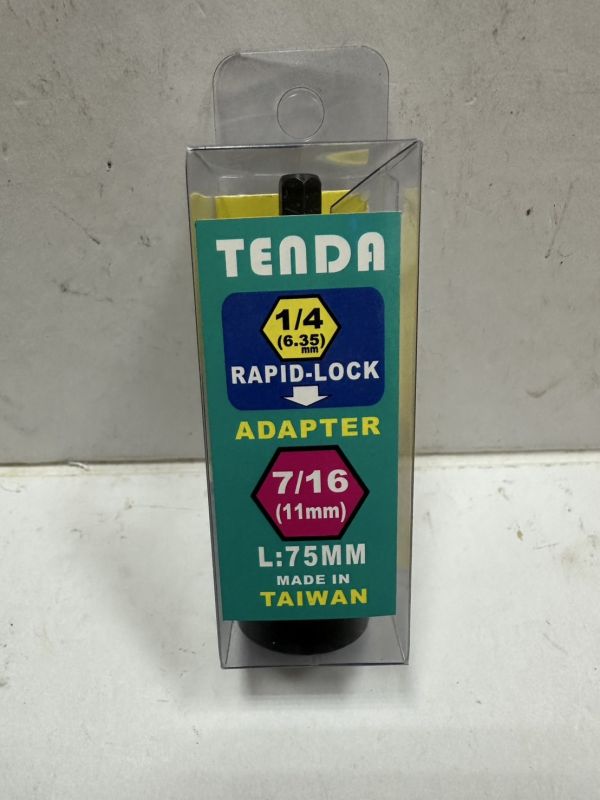 TENDA
1/4
(6.35)
mm
RAPID-LOCK
ADAPTER
7/16
(11mm)
L:75MM
MADE IN
TAIWAN